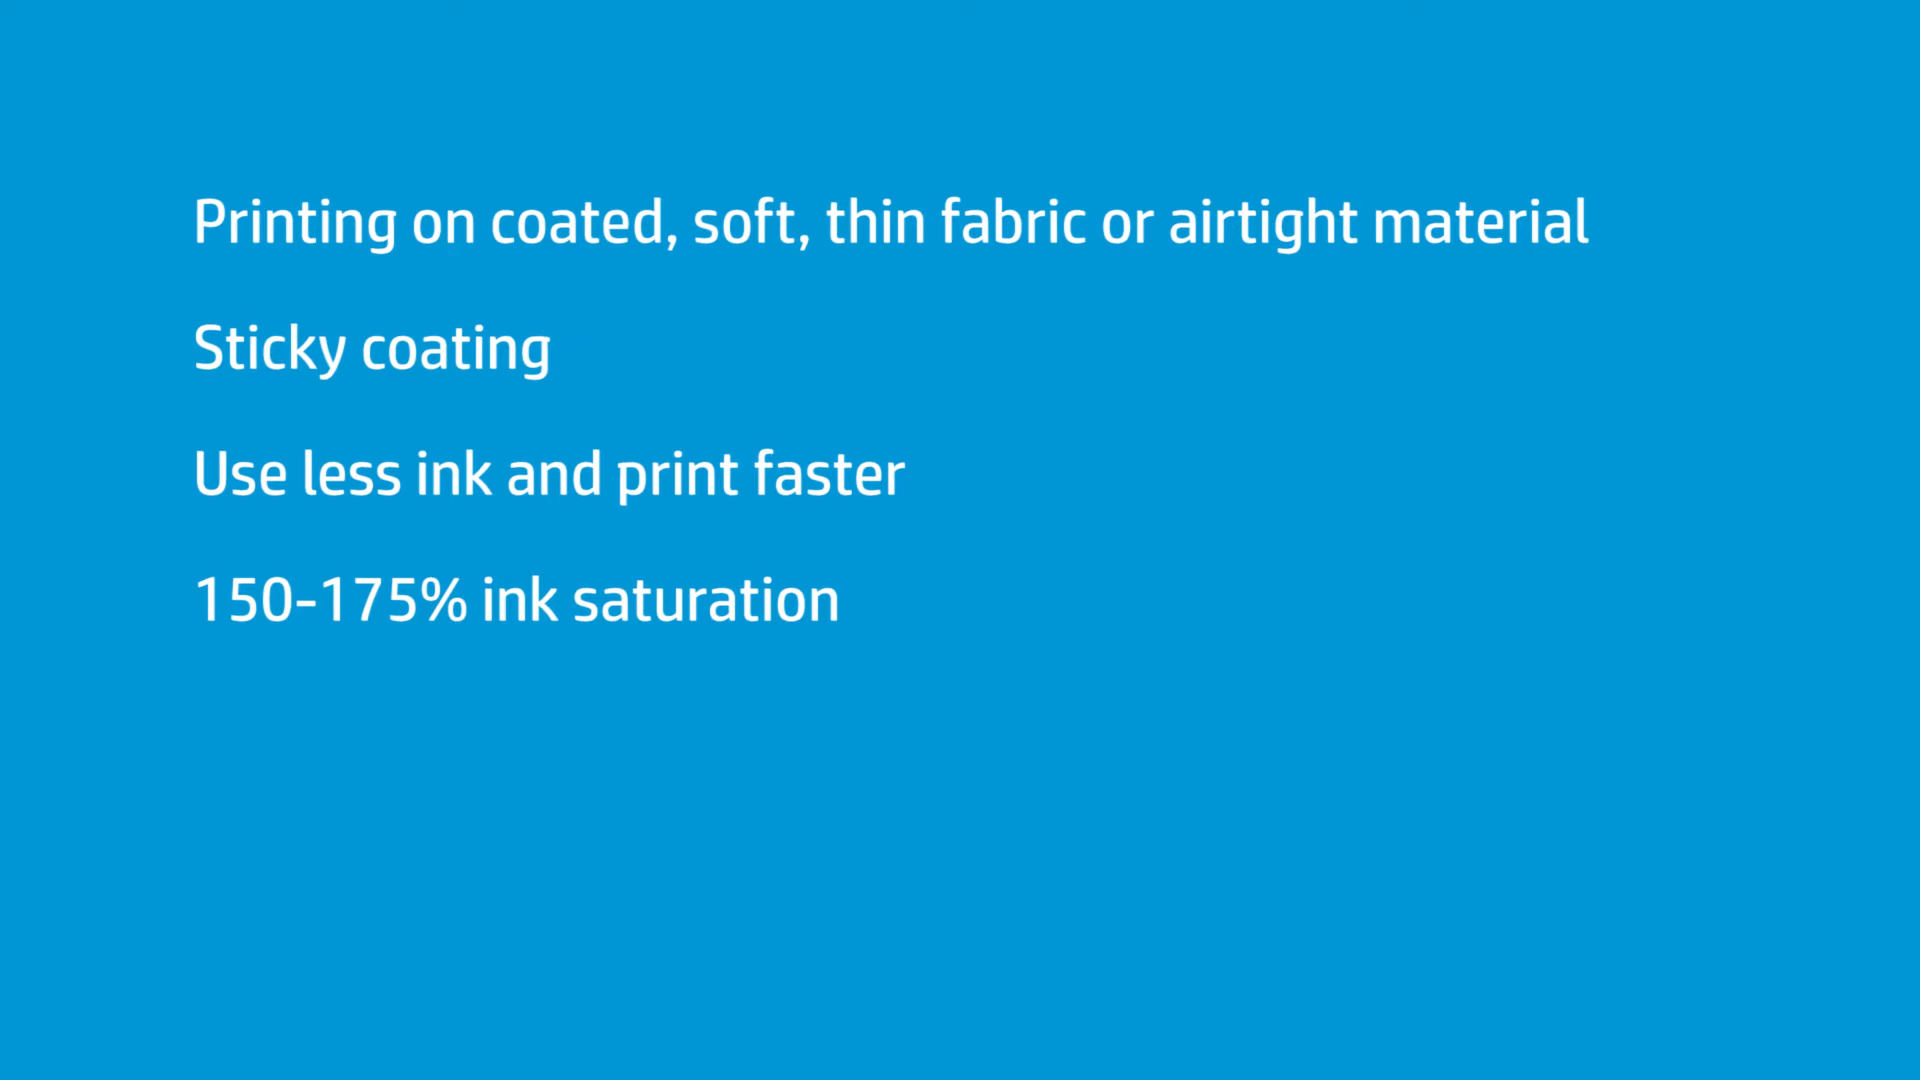 Printing on coated, soft, thin fabric or airtight material
Sticky coating
Use less ink and print faster
150-175% ink saturation